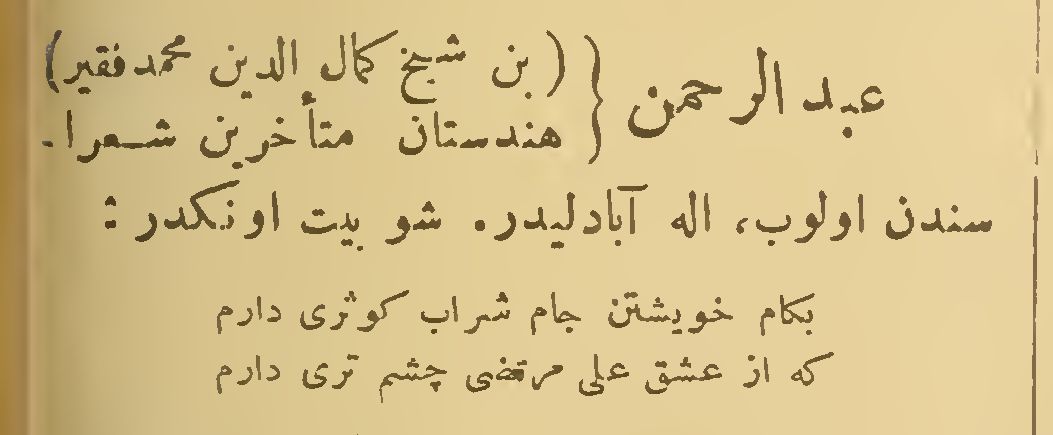 عبد الرحمن { (بن شیخ کمال الدین محمد فقیر)
هندستان متأخرین شعرا-
سندن اولوب، اله آبادلیدر. شو بیت اونکدر :
بکام خویشتن جام شراب کوثری دارم
که از عشق علی مرتضی چشم تری دارم